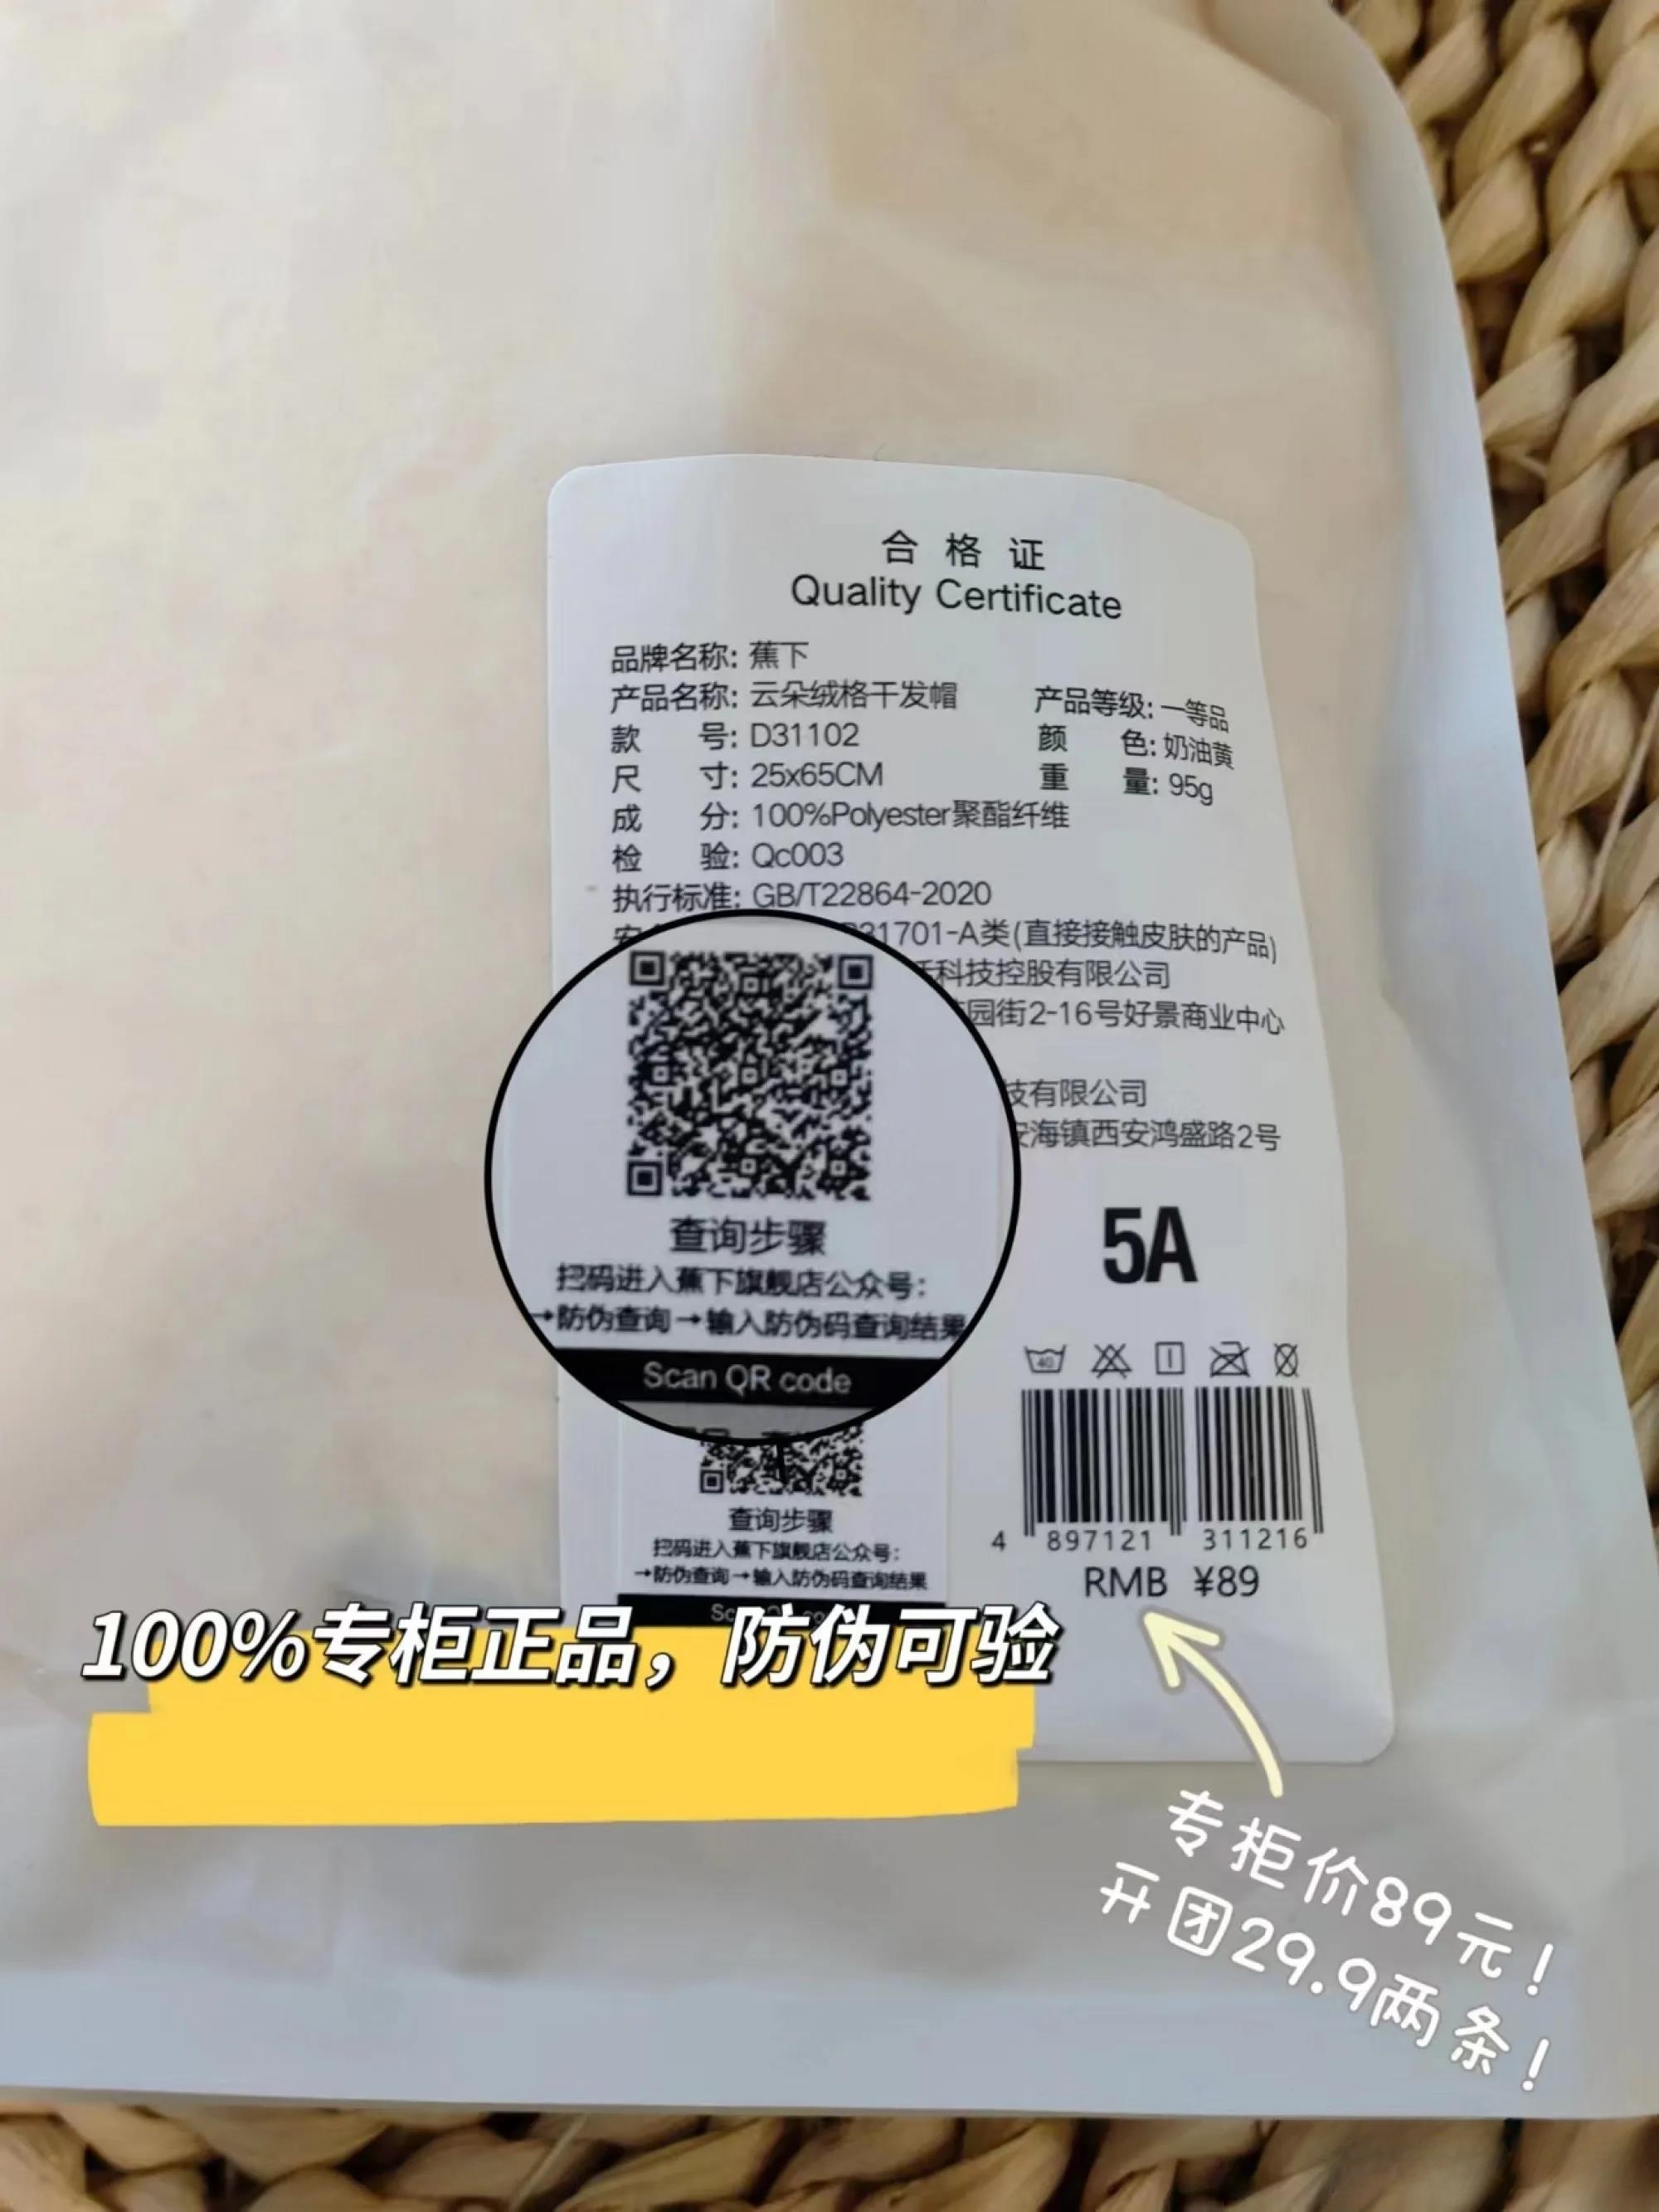 合格证
Quality Certificate
品牌名称: 蕉下
产品名称: 云朵绒格干发帽 产品等级: 一等品
款 号: D31102 颜 色: 奶油黄
尺 寸: 25x65CM 重 量: 95g
成 分: 100%Polyester聚酯纤维
检 验: Qc003
执行标准: GB/T22864-2020
31701-A类(直接接触皮肤的产品)
科技控股有限公司
园街2-16号好景商业中心
技有限公司
安海镇西安鸿盛路2号
查询步骤
扫码进入蕉下旗舰店公众号:
→防伪查询→输入防伪码查询结果
Scan QR code
5A
40
查询步骤
扫码进入蕉下旗舰店公众号:
→防伪查询→输入防伪码查询结果
4 897121 311216
RMB ¥89
100%专柜正品，防伪可验
专柜价89元！
开团29.9两条！